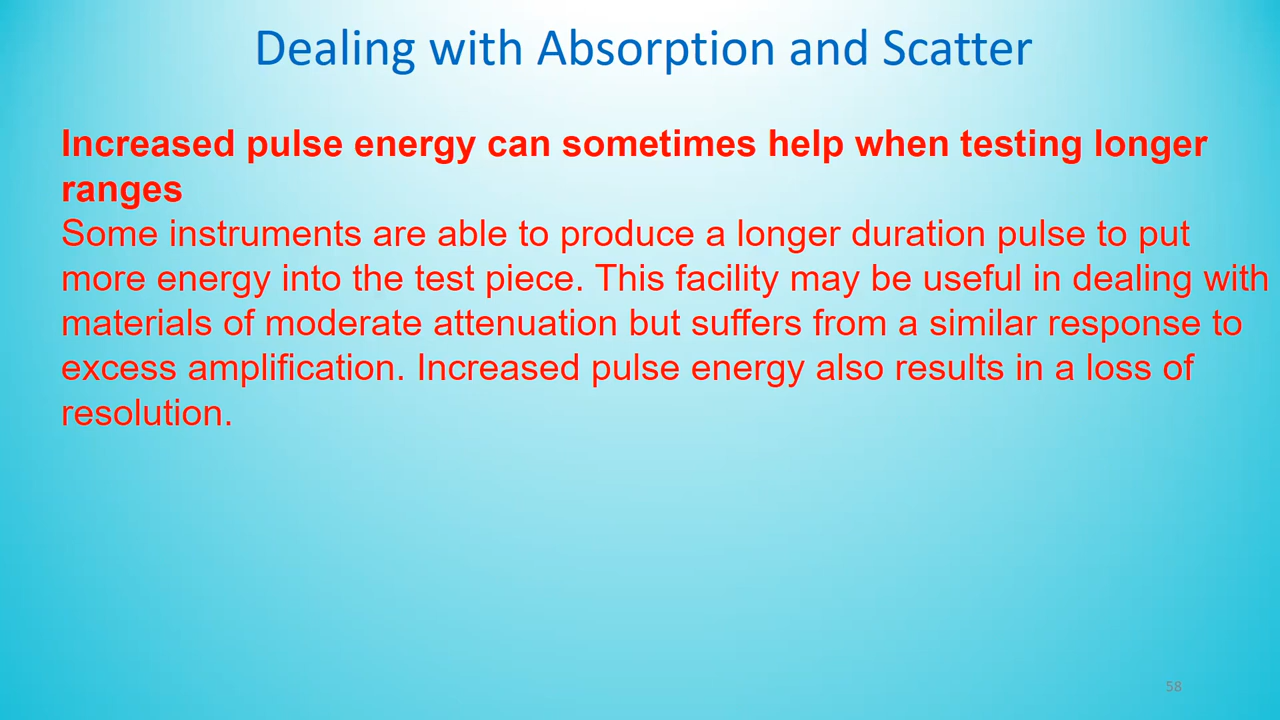 Dealing with Absorption and Scatter
Increased pulse energy can sometimes help when testing longer
ranges
Some instruments are able to produce a longer duration pulse to put
more energy into the test piece. This facility may be useful in dealing with
materials of moderate attenuation but suffers from a similar response to
excess amplification. Increased pulse energy also results in a loss of
resolution.
58